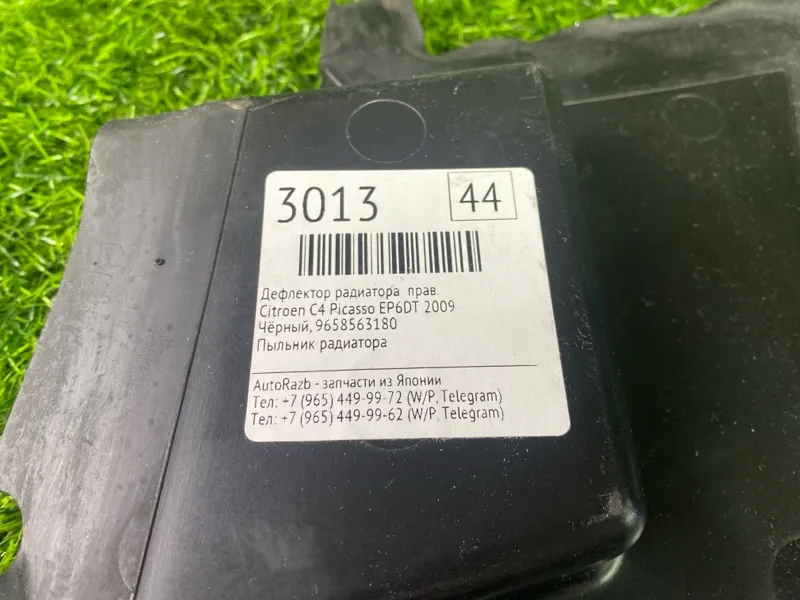 3013 44
Дефлектор радиатора прав.
Citroen C4 Picasso EP6DT 2009
Чёрный, 9658563180
Пыльник радиатора
AutoRazb - запчасти из Японии
Тел: +7 (965) 449-99-72 (W/P, Telegram)
Тел: +7 (965) 449-99-62 (W/P, Telegram)